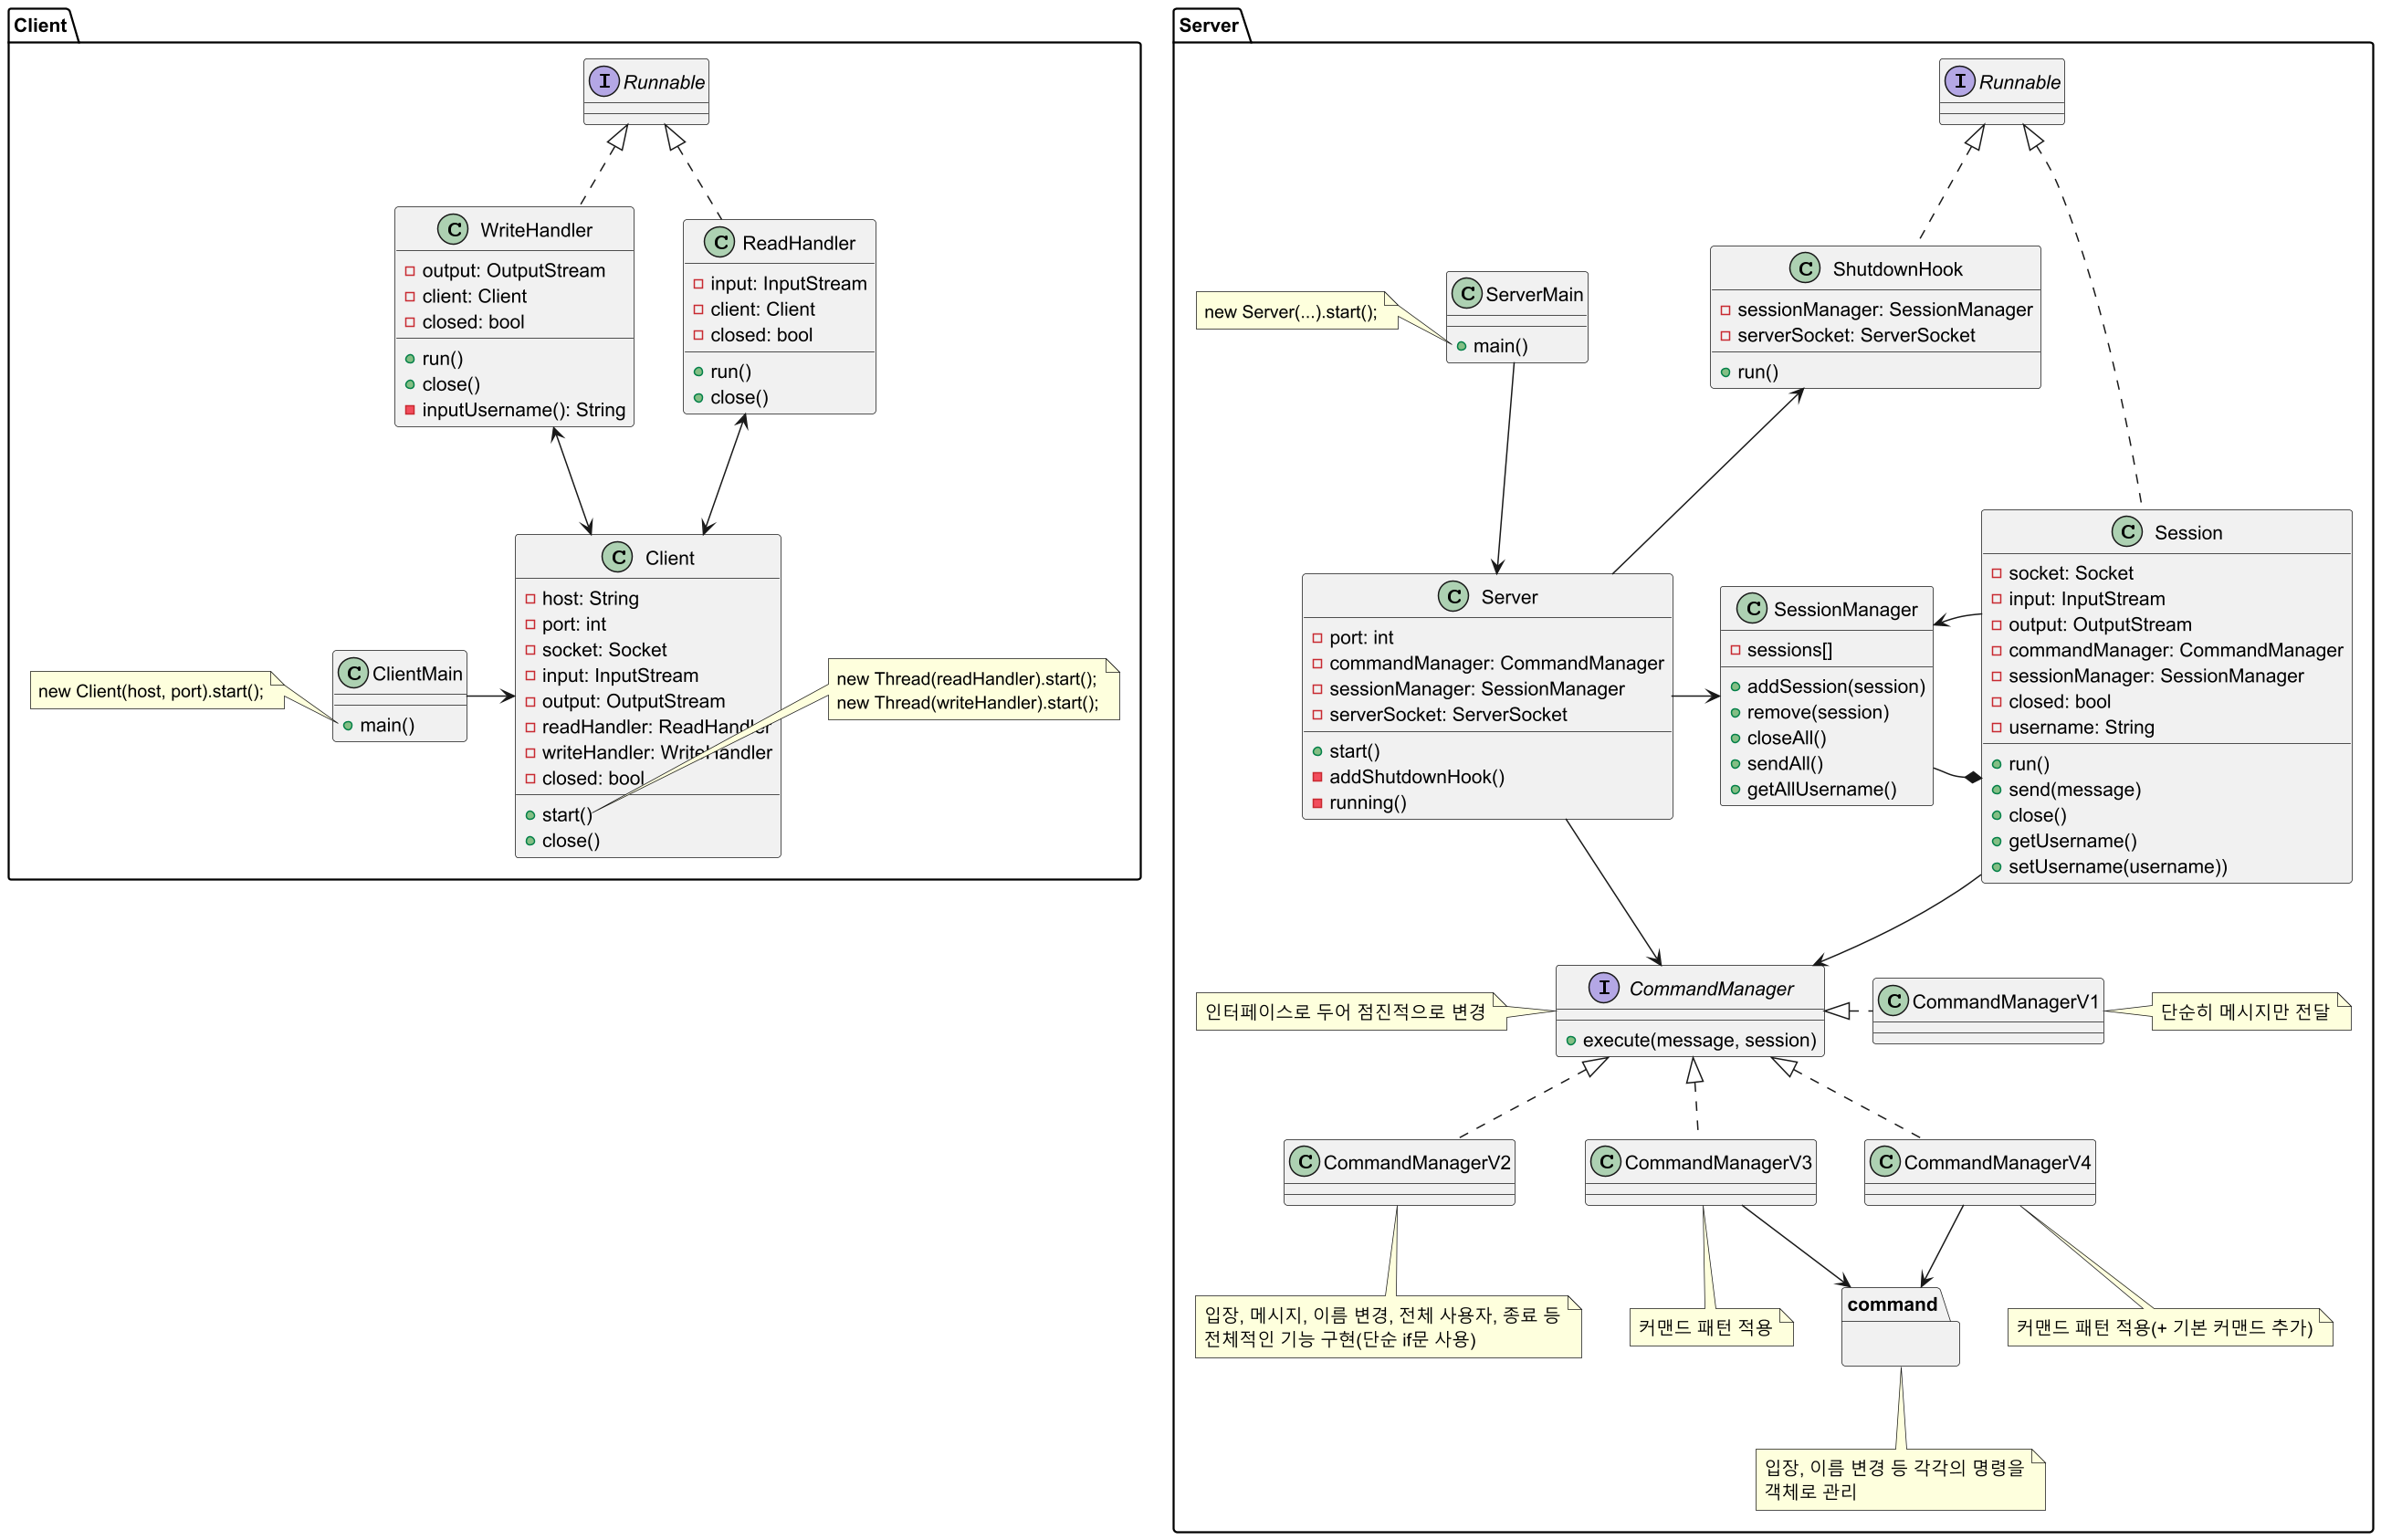 Client
I Runnable
C WriteHandler
output: OutputStream
client: Client
closed: bool
run()
close()
inputUsername(): String
C ReadHandler
input: InputStream
client: Client
closed: bool
run()
close()
C Client
host: String
port: int
socket: Socket
input: InputStream
output: OutputStream
readHandler: ReadHandler
writeHandler: WriteHandler
closed: bool
start()
close()
C ClientMain
main()
new Client(host, port).start();
new Thread(readHandler).start();
new Thread(writeHandler).start();
Server
I Runnable
C ServerMain
main()
new Server(...).start();
C ShutdownHook
sessionManager: SessionManager
serverSocket: ServerSocket
run()
C Server
port: int
commandManager: CommandManager
sessionManager: SessionManager
serverSocket: ServerSocket
start()
addShutdownHook()
running()
C SessionManager
sessions[]
addSession(session)
remove(session)
closeAll()
sendAll()
getAllUsername()
C Session
socket: Socket
input: InputStream
output: OutputStream
commandManager: CommandManager
sessionManager: SessionManager
closed: bool
username: String
run()
send(message)
close()
getUsername()
setUsername(username))
인터페이스로 두어 점진적으로 변경
I CommandManager
execute(message, session)
C CommandManagerV1
단순히 메시지만 전달
C CommandManagerV2
C CommandManagerV3
C CommandManagerV4
입장, 메시지, 이름 변경, 전체 사용자, 종료 등
전체적인 기능 구현(단순 if문 사용)
커맨드 패턴 적용
command
커맨드 패턴 적용(+ 기본 커맨드 추가)
입장, 이름 변경 등 각각의 명령을
객체로 관리